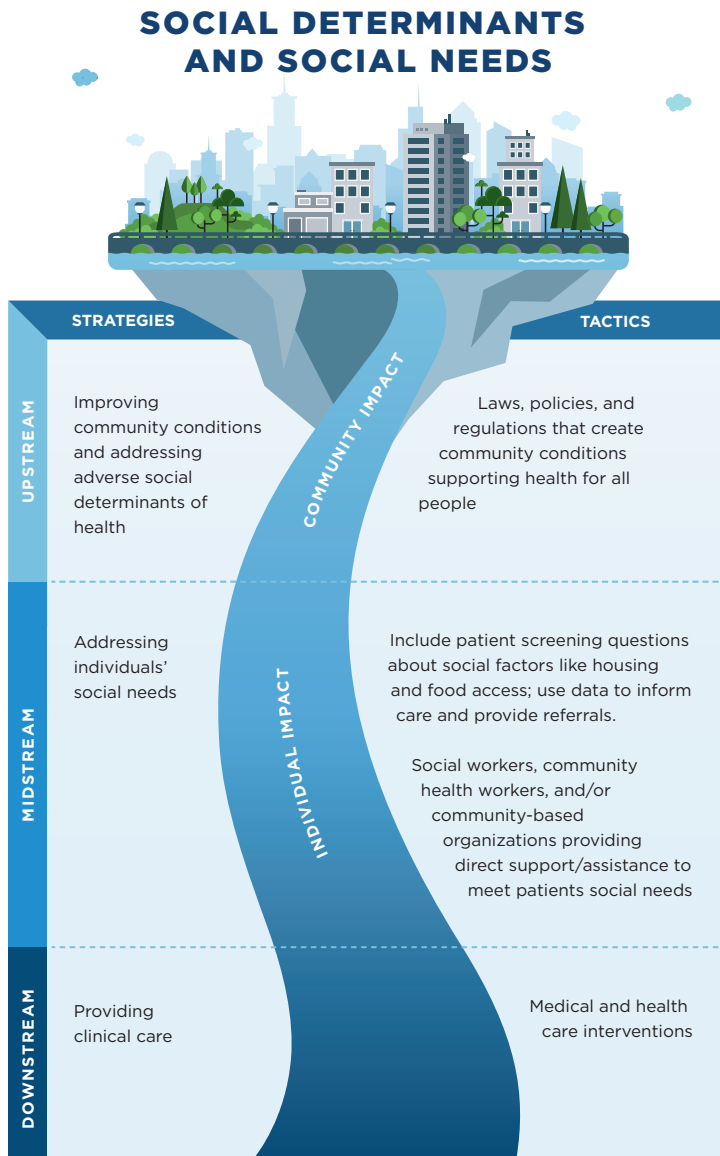 SOCIAL DETERMINANTS
AND SOCIAL NEEDS
STRATEGIES
TACTICS
UPSTREAM
Improving
community conditions
and addressing
adverse social
determinants of
health
COMMUNITY IMPACT
Laws, policies, and
regulations that create
community conditions
supporting health for all
people
MIDSTREAM
Addressing
individuals’
social needs
INDIVIDUAL IMPACT
Include patient screening questions
about social factors like housing
and food access; use data to inform
care and provide referrals.
Social workers, community
health workers, and/or
community-based
organizations providing
direct support/assistance to
meet patients social needs
DOWNSTREAM
Providing
clinical care
Medical and health
care interventions